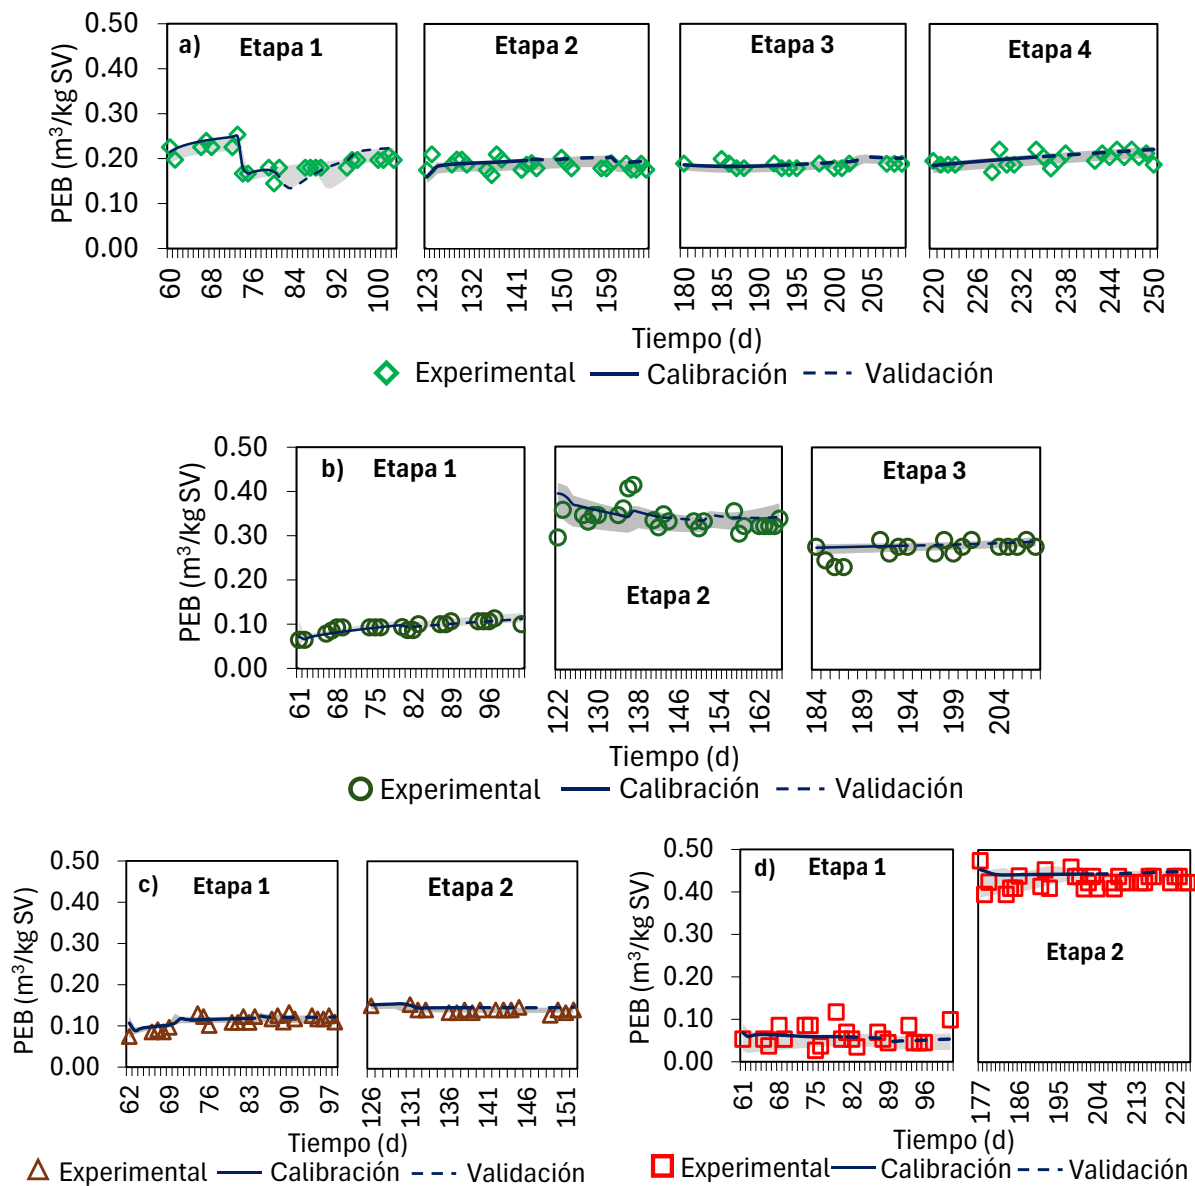 a) Etapa 1 Etapa 2 Etapa 3 Etapa 4
PEB (m³/kg SV)
0.50
0.40
0.30
0.20
0.10
0.00
60 68 76 84 92 100
123 132 141 150 159
180 185 190 195 200 205
220 226 232 238 244 250
Tiempo (d)
Experimental Calibración Validación
b) Etapa 1 Etapa 2 Etapa 3
PEB (m³/kg SV)
0.50
0.40
0.30
0.20
0.10
0.00
61 68 75 82 89 96
122 130 138 146 154 162
184 189 194 199 204
Tiempo (d)
Experimental Calibración Validación
c) Etapa 1 Etapa 2
PEB (m³/kg SV)
0.50
0.40
0.30
0.20
0.10
0.00
62 69 76 83 90 97
126 131 136 141 146 151
Tiempo (d)
Experimental Calibración Validación
d) Etapa 1 Etapa 2
PEB (m³/kg SV)
0.50
0.40
0.30
0.20
0.10
0.00
61 68 75 82 89 96
177 186 195 204 213 222
Tiempo (d)
Experimental Calibración Validación